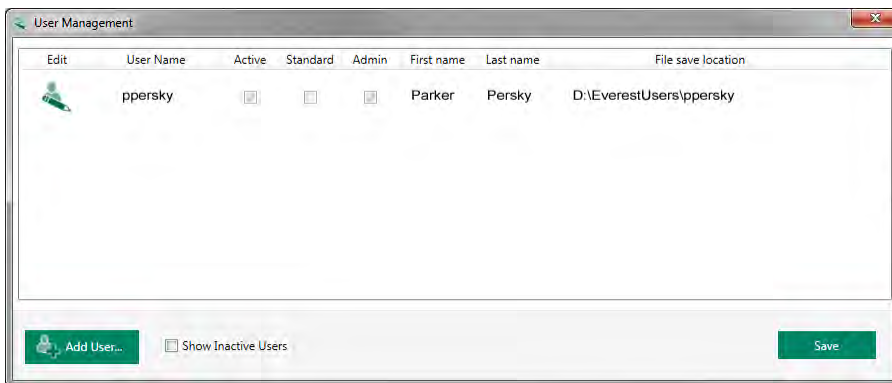 User Management
x
Edit User Name Active Standard Admin First name Last name File save location
ppersky Parker Persky D:\EverestUsers\ppersky
Add User... Show Inactive Users Save